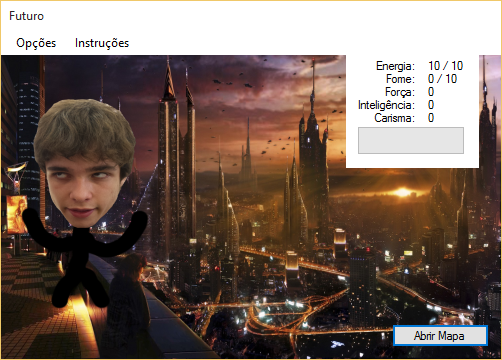 Futuro
Opções Instruções
Energia: 10 / 10
Fome: 0 / 10
Força: 0
Inteligência: 0
Carisma: 0
Abrir Mapa